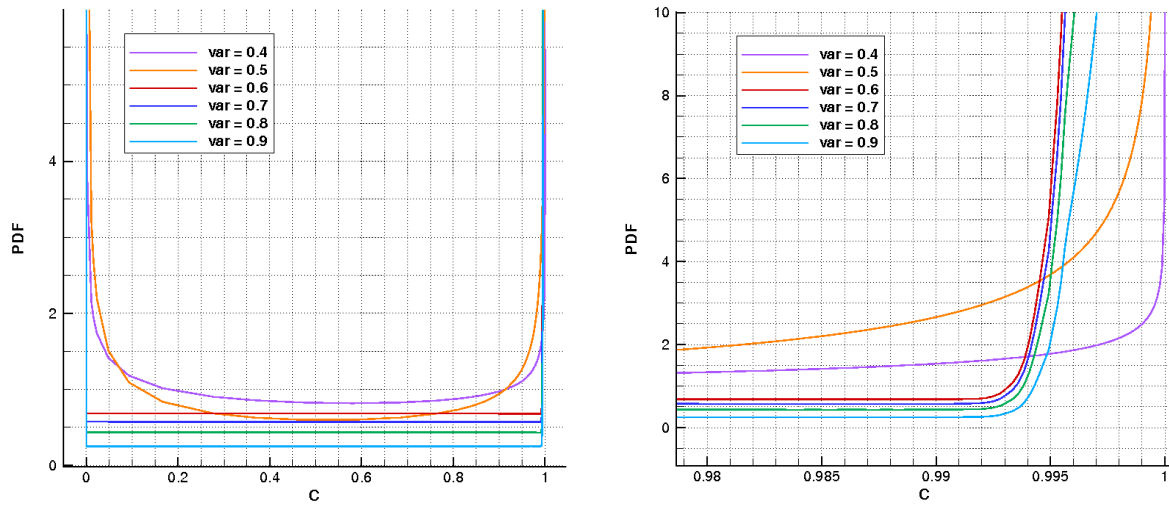 var = 0.4
var = 0.5
var = 0.6
var = 0.7
var = 0.8
var = 0.9
PDF
4
2
0
0
0.2
0.4
0.6
0.8
1
C
10
8
6
4
2
0
var = 0.4
var = 0.5
var = 0.6
var = 0.7
var = 0.8
var = 0.9
PDF
0.98
0.985
0.99
0.995
1
C